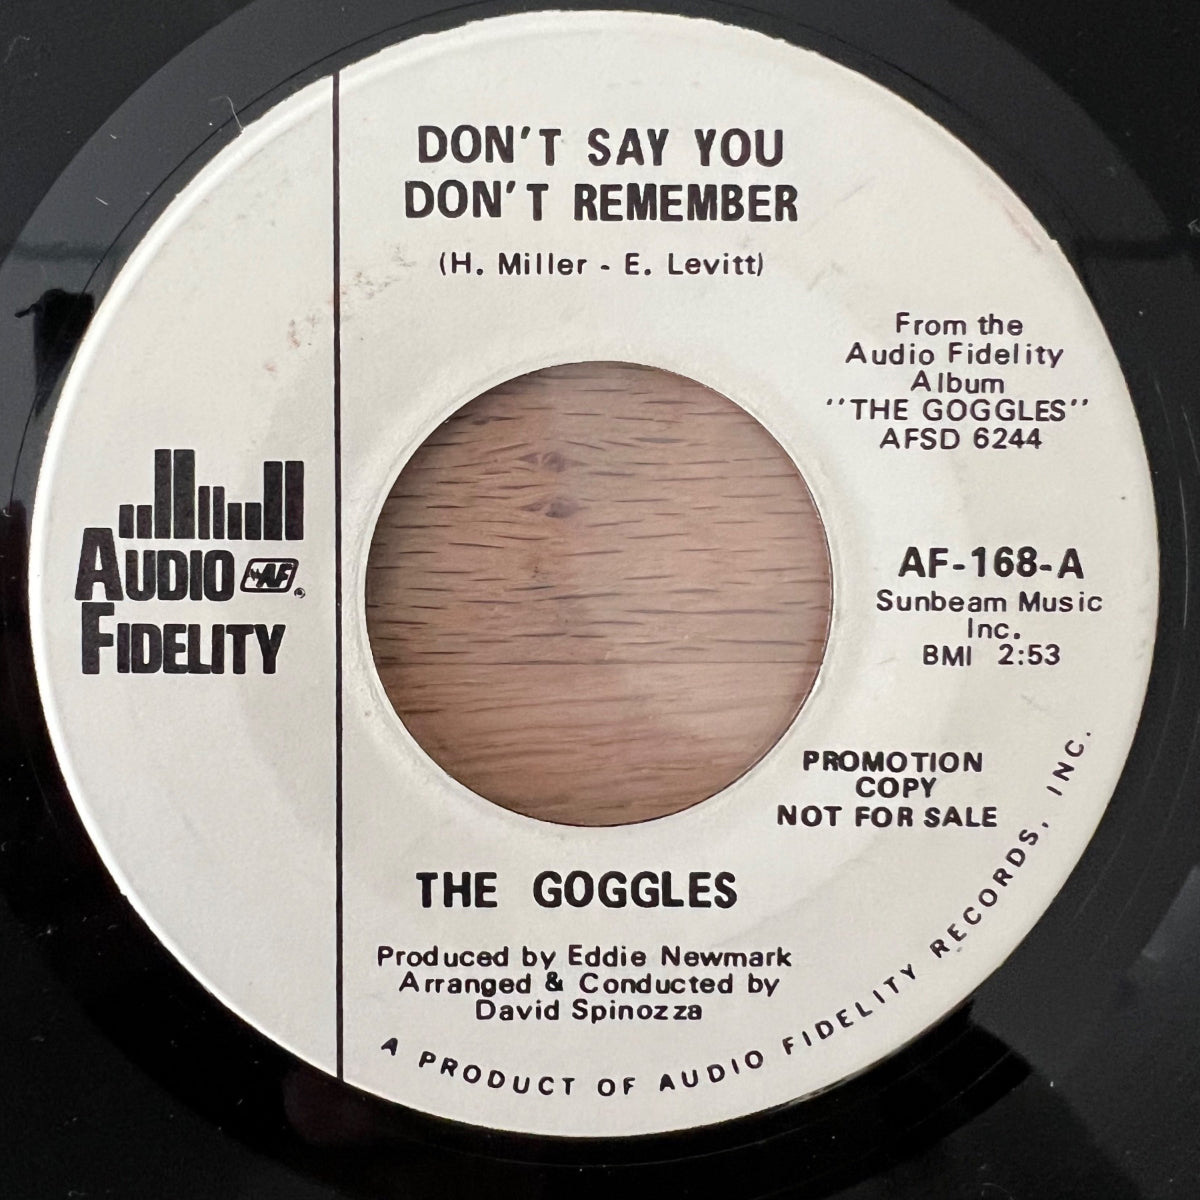 DON'T SAY YOU
DON'T REMEMBER
(H. Miller - E. Levitt)
From the
Audio Fidelity
Album
"THE GOGGLES"
AFSD 6244
AUDIO AF
FIDELITY
AF-168-A
Sunbeam Music
Inc.
BMI 2:53
PROMOTION
COPY
NOT FOR SALE
THE GOGGLES
Produced by Eddie Newmark
Arranged & Conducted by
David Spinozza
A PRODUCT OF AUDIO FIDELITY RECORDS, INC.